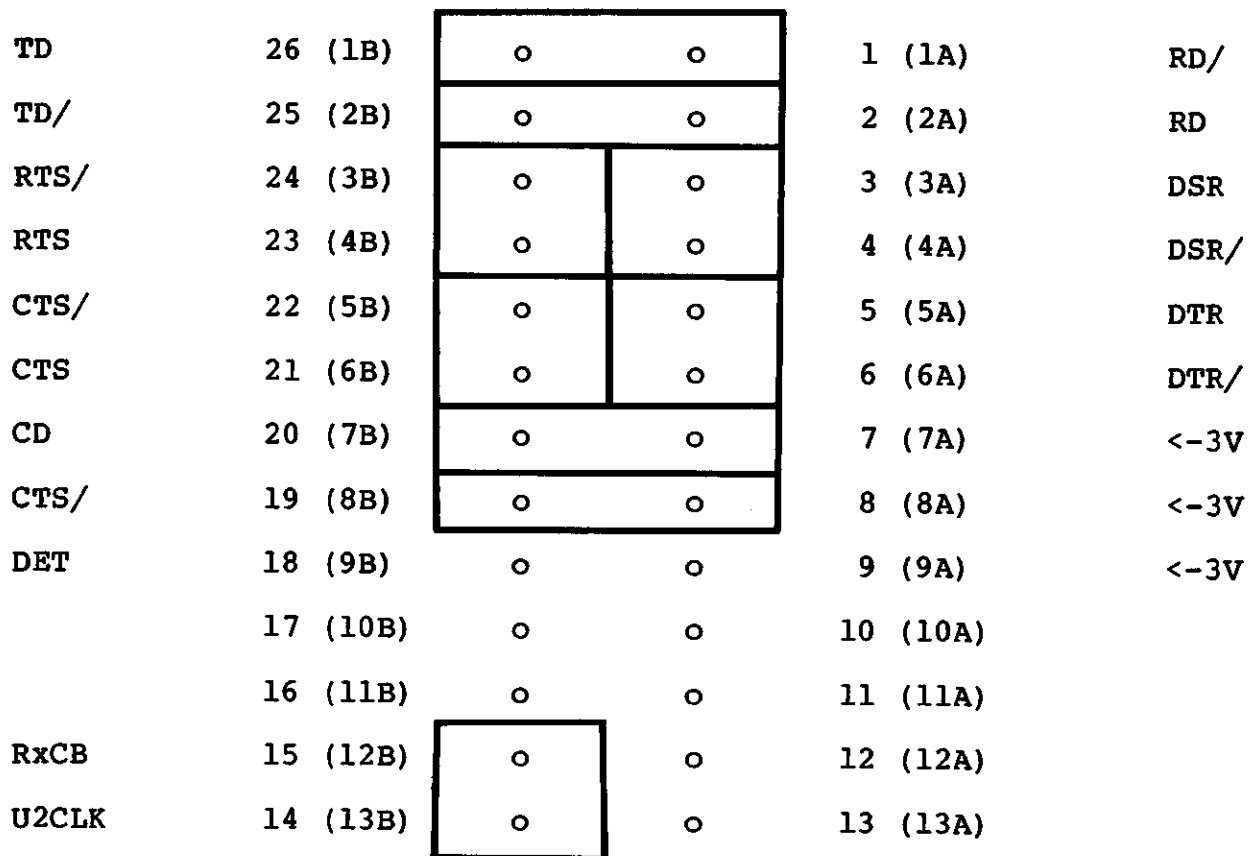 TD 26 (1B) 1 (1A) RD/
TD/ 25 (2B) 2 (2A) RD
RTS/ 24 (3B) 3 (3A) DSR
RTS 23 (4B) 4 (4A) DSR/
CTS/ 22 (5B) 5 (5A) DTR
CTS 21 (6B) 6 (6A) DTR/
CD 20 (7B) 7 (7A) <-3V
CTS/ 19 (8B) 8 (8A) <-3V
DET 18 (9B) 9 (9A) <-3V
17 (10B) 10 (10A)
16 (11B) 11 (11A)
RxCB 15 (12B) 12 (12A)
U2CLK 14 (13B) 13 (13A)